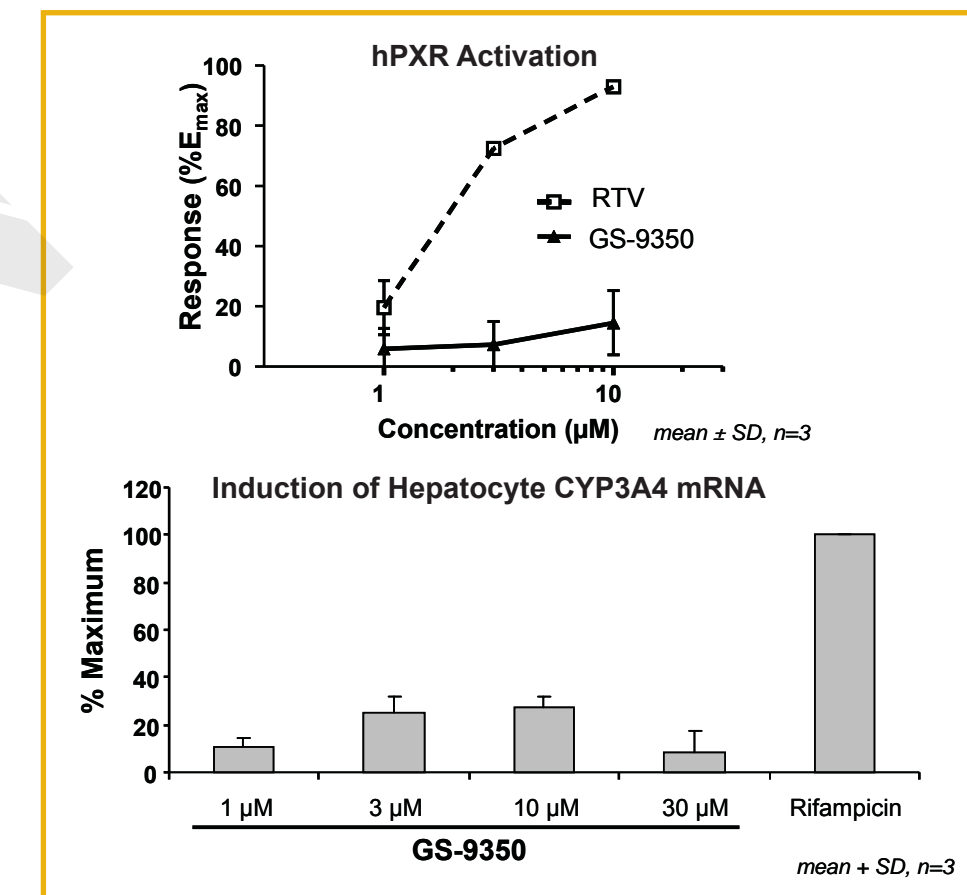 hPXR Activation
Response (%Emax)
100
80
60
40
20
0
RTV
GS-9350
1
10
Concentration (µM)
mean ± SD, n=3
Induction of Hepatocyte CYP3A4 mRNA
% Maximum
120
100
80
60
40
20
0
1 µM
3 µM
10 µM
30 µM
Rifampicin
GS-9350
mean + SD, n=3